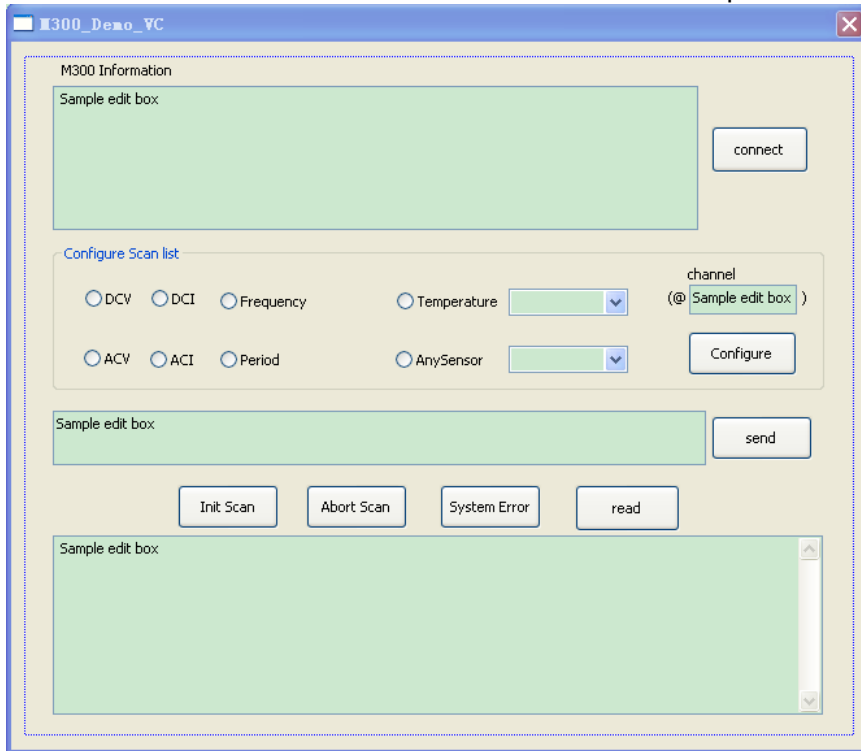 M300_Demo_VC
M300 Information
Sample edit box
connect
Configure Scan list
channel
DCV DCI Frequency Temperature (@ Sample edit box )
ACV ACI Period AnySensor Configure
Sample edit box
send
Init Scan Abort Scan System Error read
Sample edit box